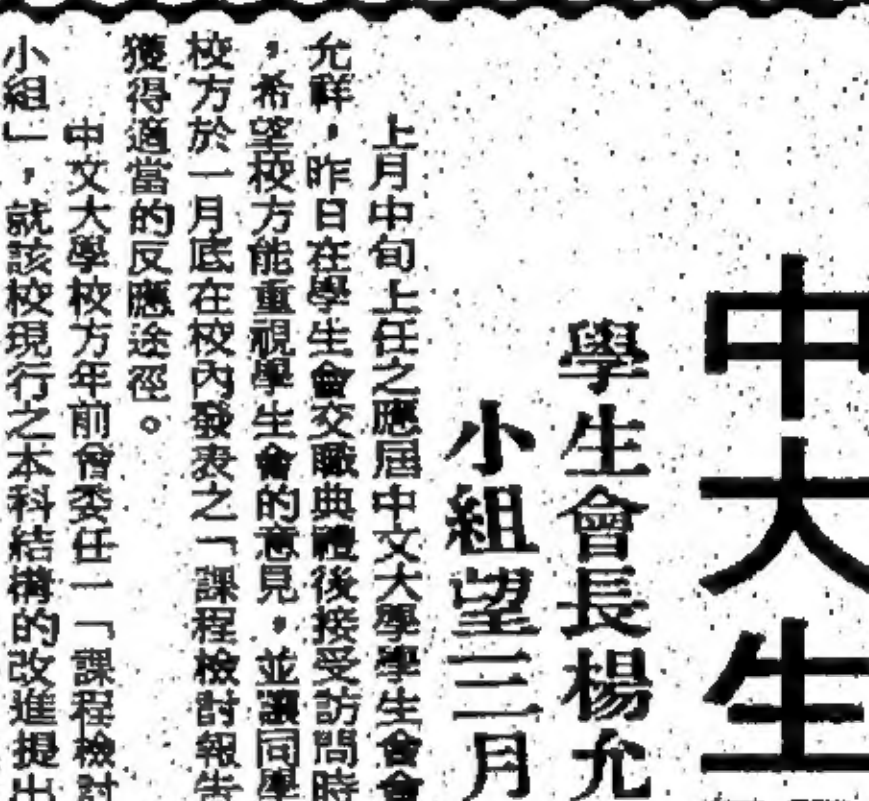 中大生
學生會長楊允
小組望三月
上月中旬上任之應屆中文大學學生會會
允祥，昨日在學生會交職典禮後接受訪問時
，希望校方能重視學生會的意見，並讓同學
校方於一月底在校內發表之「課程檢討報告
獲得適當的反應途徑。
中文大學校方年前曾委任一「課程檢討
小組」，就該校現行之本科結構的改進提出